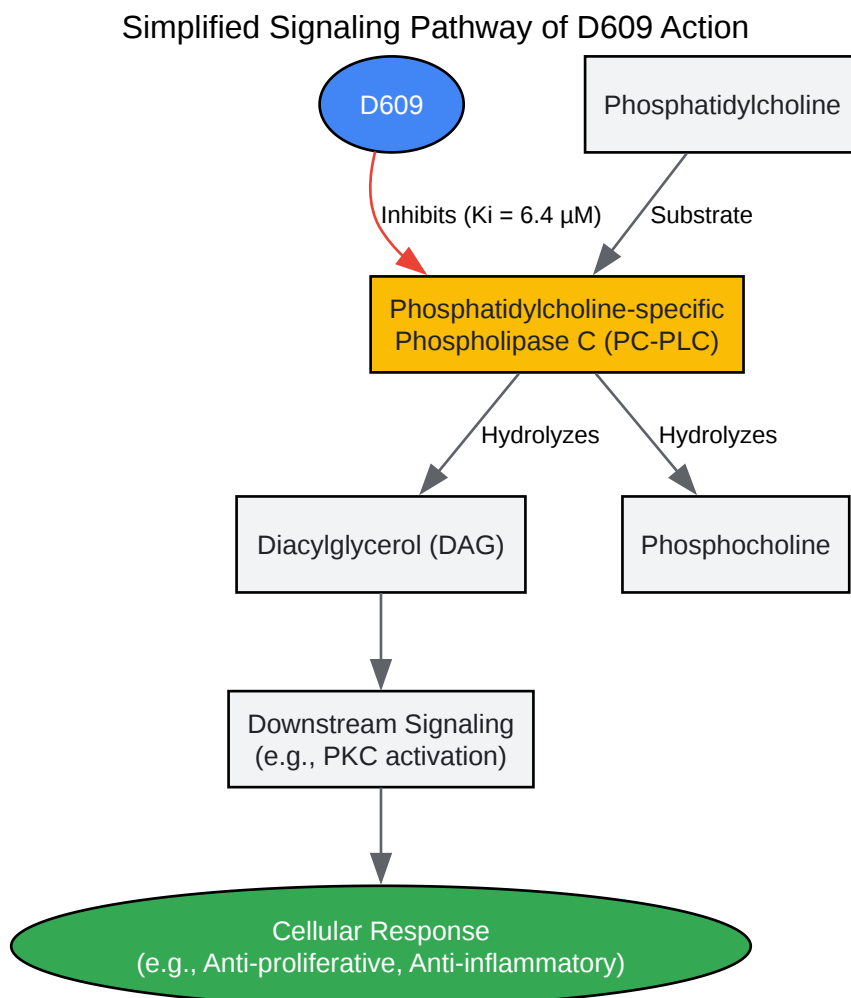 Simplified Signaling Pathway of D609 Action
D609
Phosphatidylcholine
Inhibits (Ki = 6.4 µM)
Substrate
Phosphatidylcholine-specific
Phospholipase C (PC-PLC)
Hydrolyzes
Hydrolyzes
Diacylglycerol (DAG)
Phosphocholine
Downstream Signaling
(e.g., PKC activation)
Cellular Response
(e.g., Anti-proliferative, Anti-inflammatory)